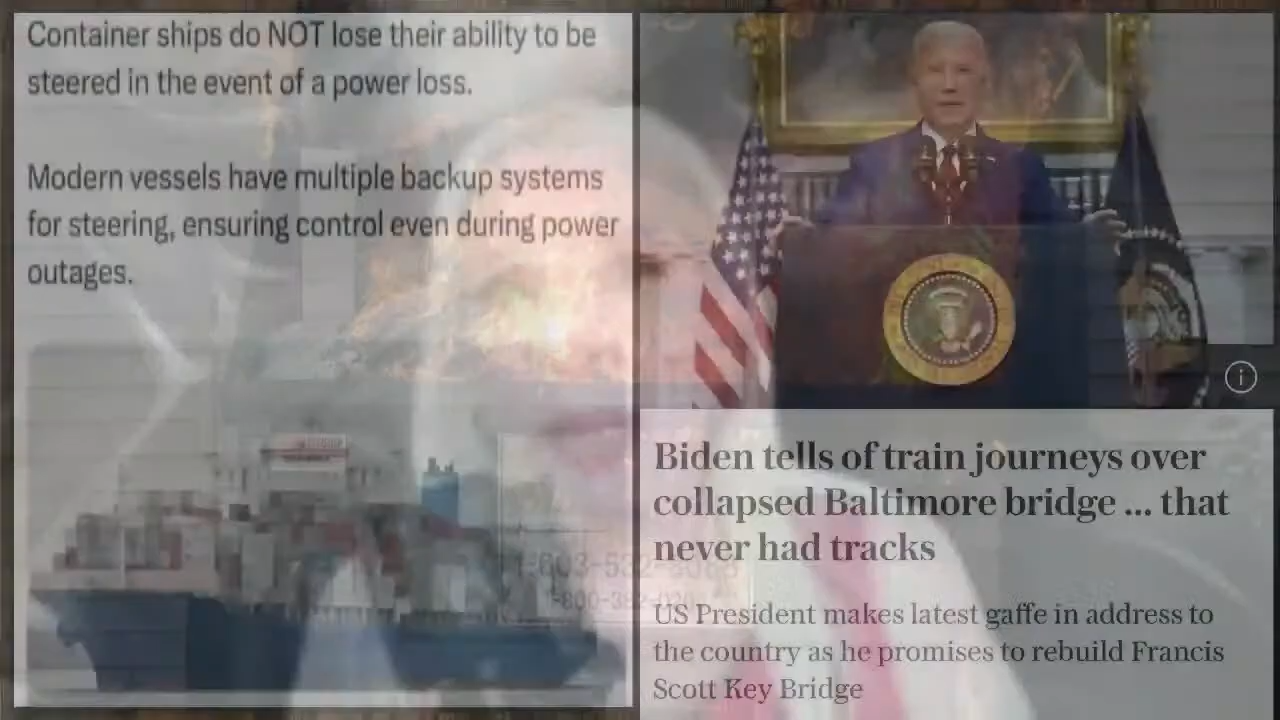 Container ships do NOT lose their ability to be
steered in the event of a power loss.
Modern vessels have multiple backup systems
for steering, ensuring control even during power
outages.
Biden tells of train journeys over
collapsed Baltimore bridge ... that
never had tracks
US President makes latest gaffe in address to
the country as he promises to rebuild Francis
Scott Key Bridge